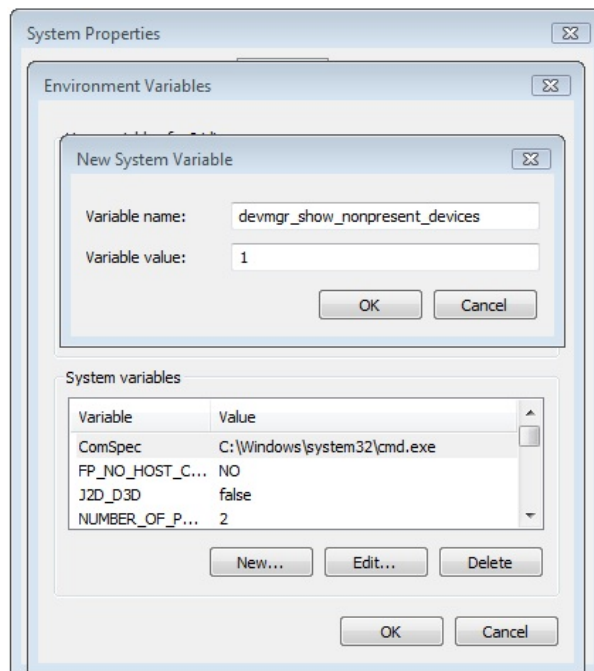 System Properties
Environment Variables
New System Variable
Variable name: devmgr_show_nonpresent_devices
Variable value: 1
OK Cancel
System variables
Variable Value
ComSpec C:\Windows\system32\cmd.exe
FP_NO_HOST_C... NO
J2D_D3D false
NUMBER_OF_P... 2
New... Edit... Delete
OK Cancel